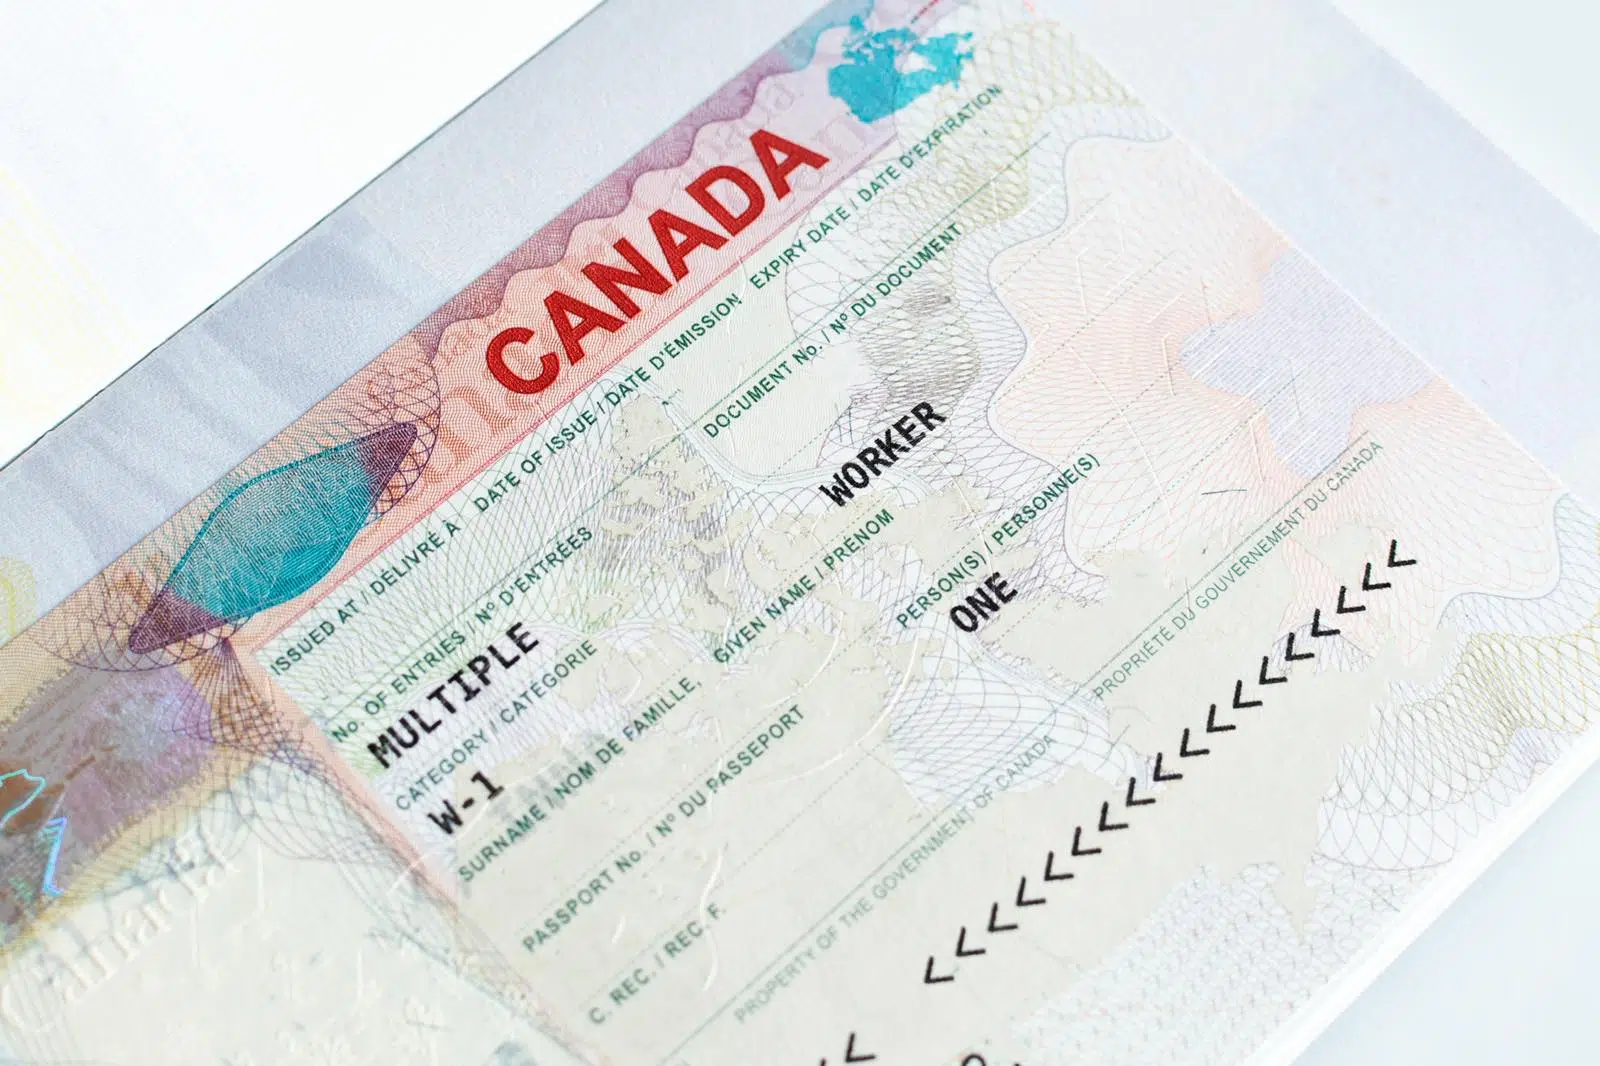 CANADA
ISSUED AT / DÉLIVRÉ À DATE OF ISSUE / DATE D'ÉMISSION EXPIRY DATE / DATE D'EXPIRATION
No. OF ENTRIES / Nº D'ENTRÉES DOCUMENT No. / Nº DU DOCUMENT
MULTIPLE WORKER
CATEGORY / CATÉGORIE
W-1
SURNAME / NOM DE FAMILLE, GIVEN NAME / PRÉNOM PERSON(S) / PERSONNE(S)
ONE
PASSPORT No. / Nº DU PASSEPORT
C. REC. / REC. F.
PROPERTY OF THE GOVERNMENT OF CANADA PROPRIÉTÉ DU GOUVERNEMENT DU CANADA
<<<<<<<<<<<<<<<<<<
Canada